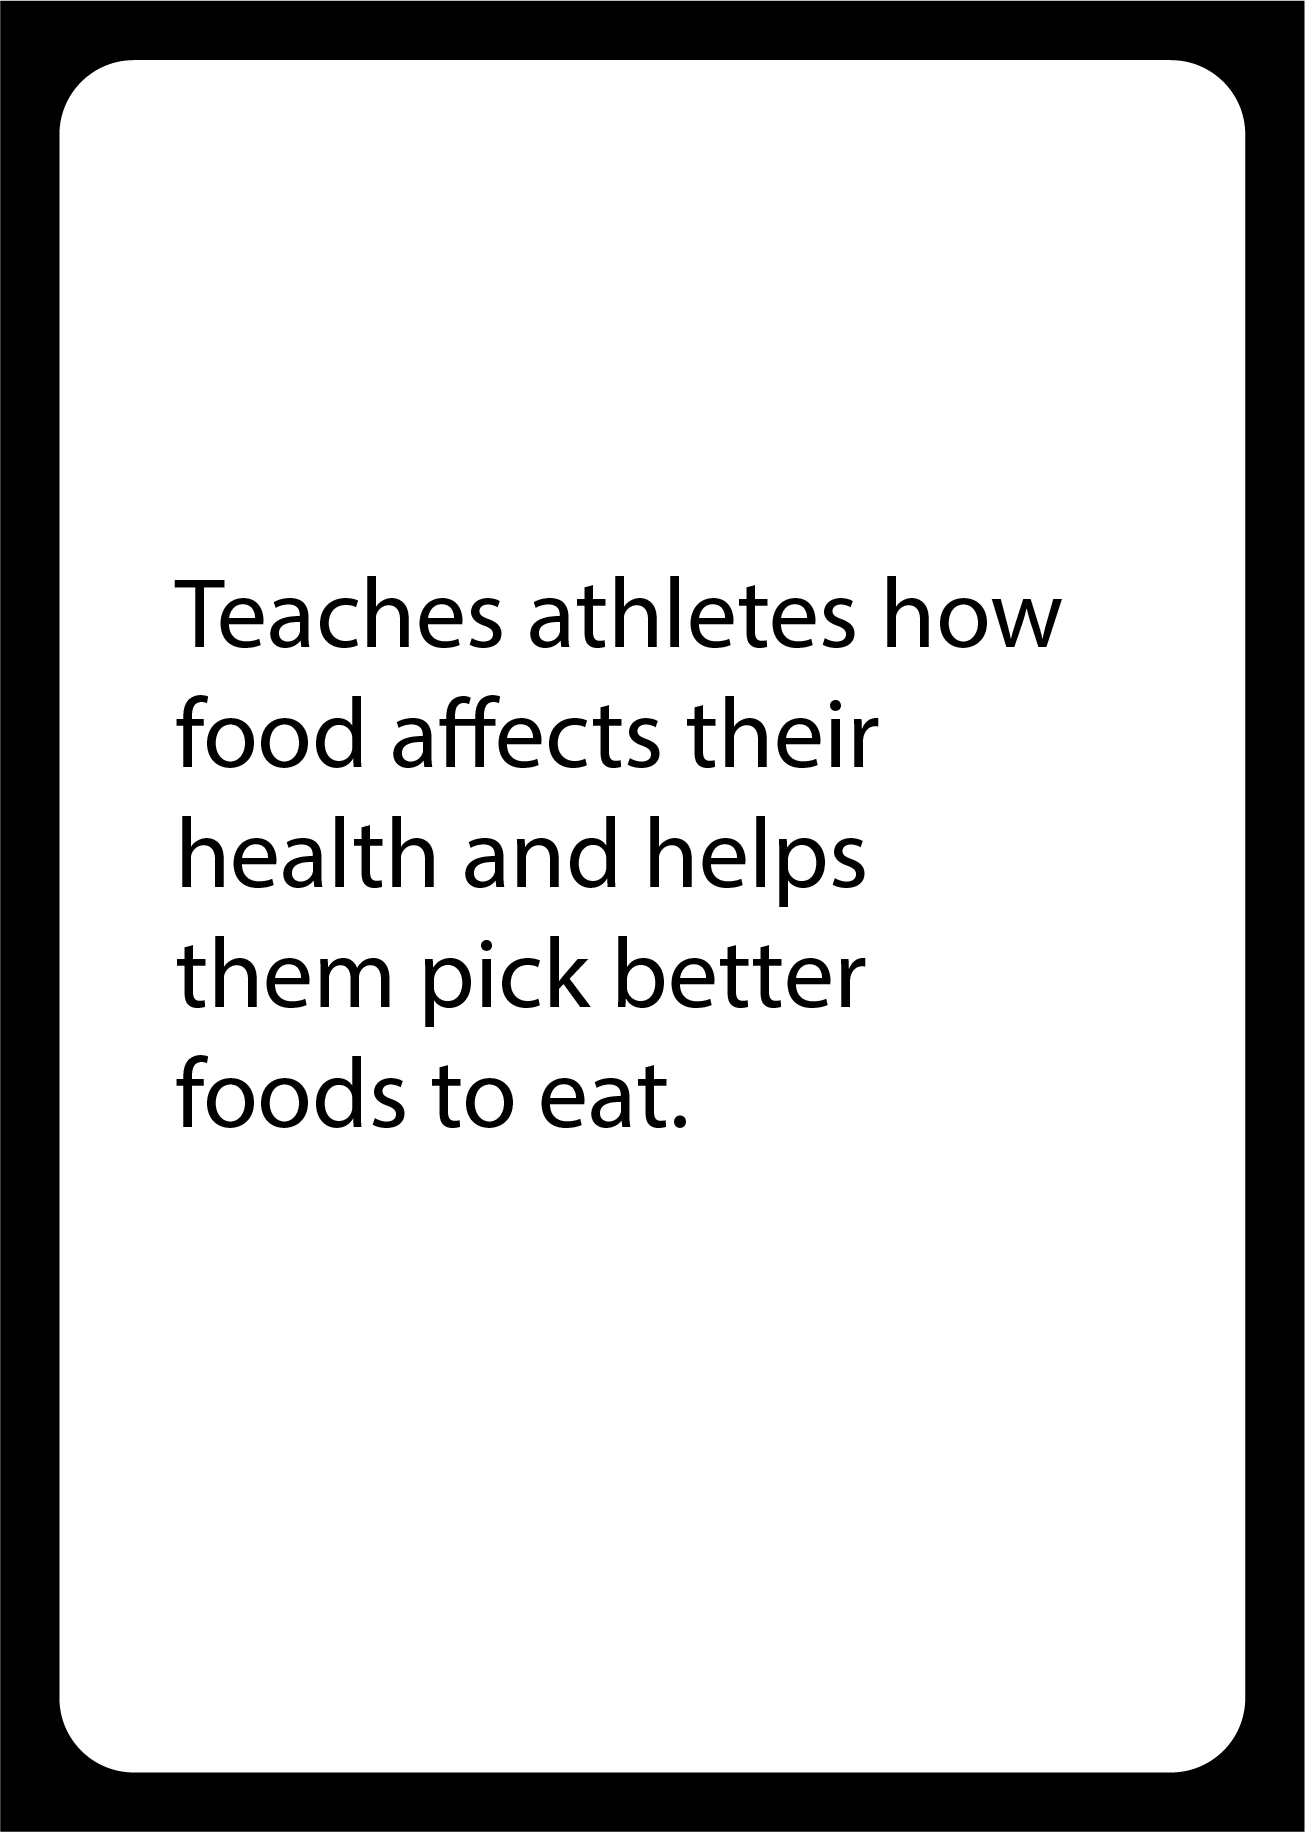 Teaches athletes how
food affects their
health and helps
them pick better
foods to eat.